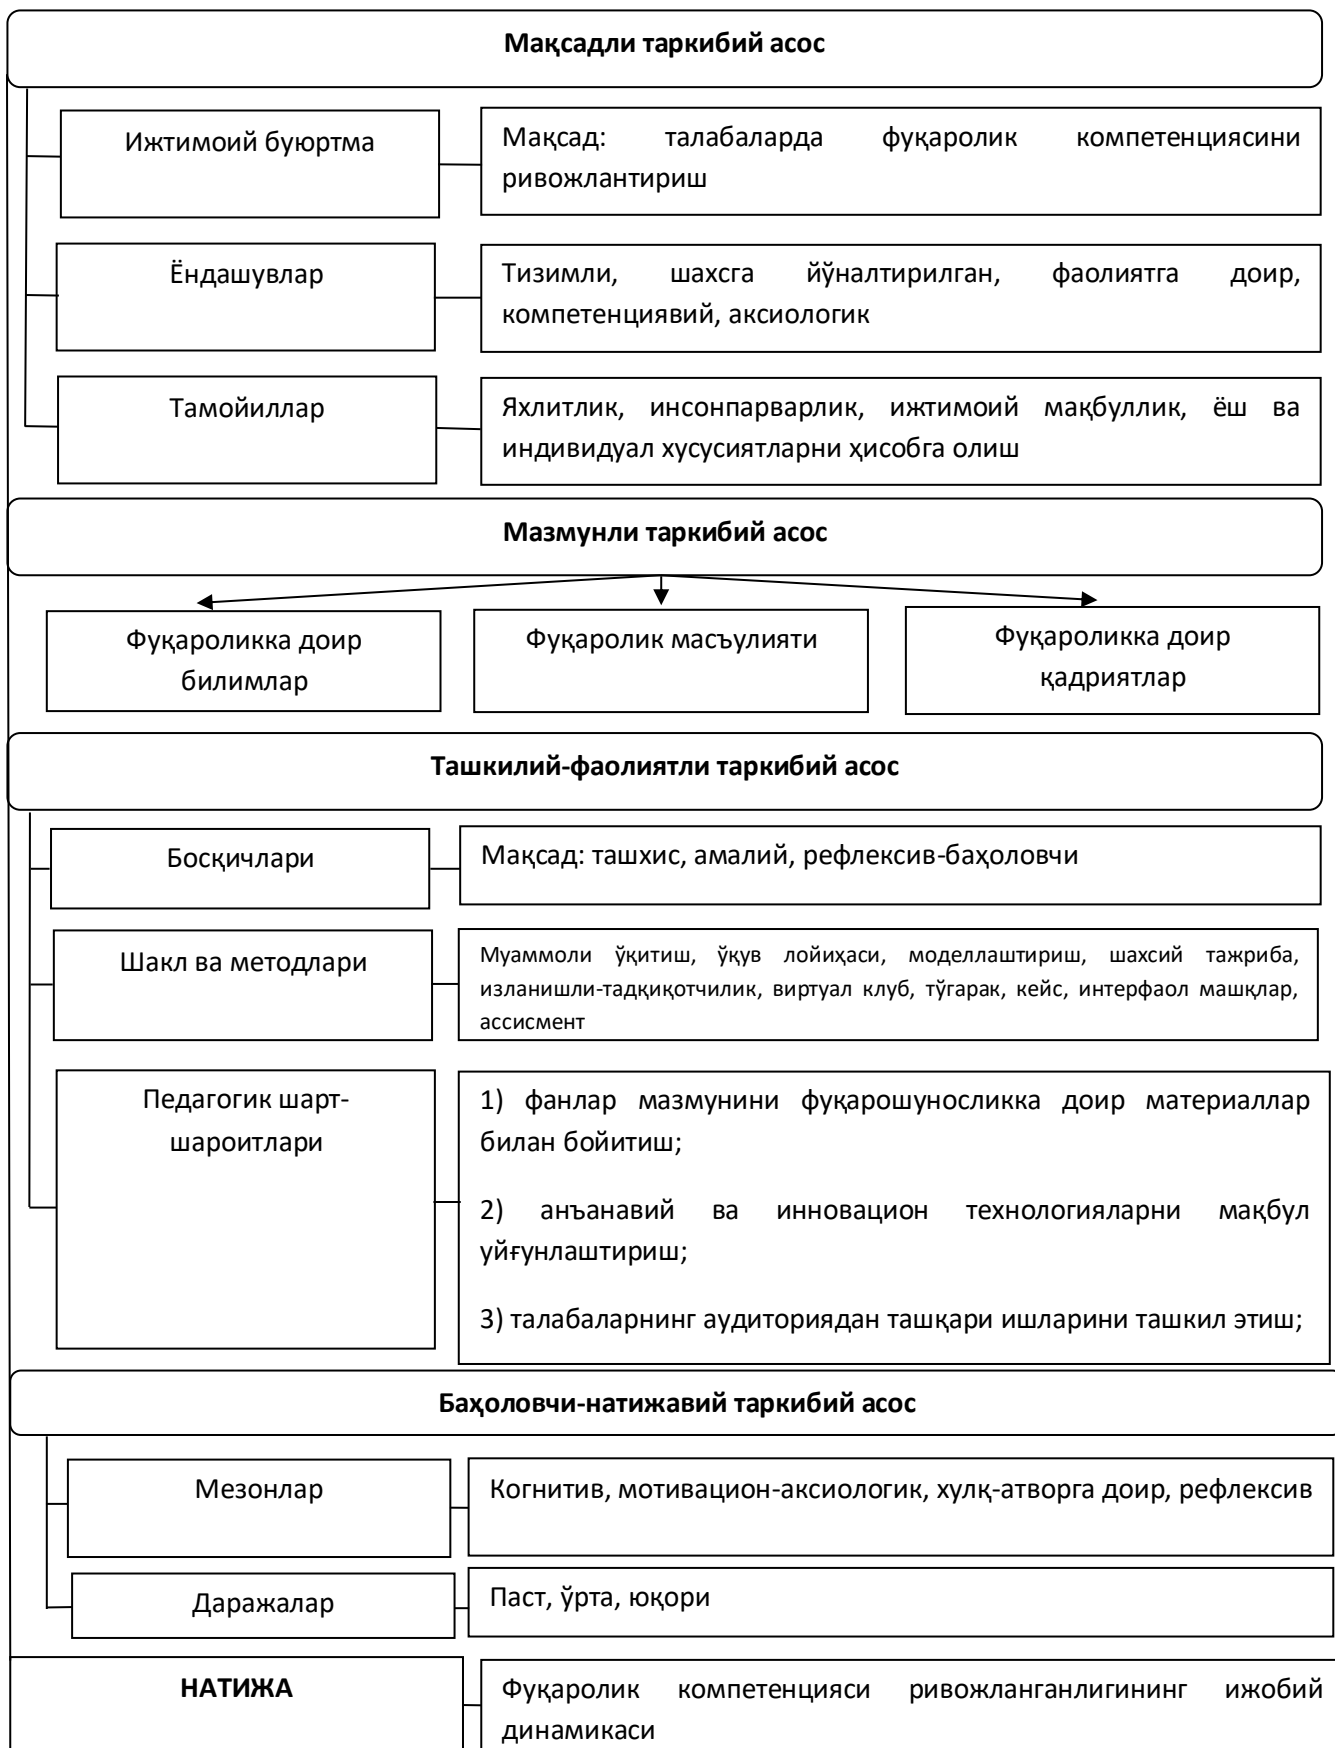 Мақсадли таркибий асос
Ижтимоий буюртма
Мақсад: талабаларда фуқаролик компетенциясини
ривожлантириш
Ёндашувлар
Тизимли, шахсга йўналтирилган, фаолиятга доир,
компетенциявий, аксиологик
Тамойиллар
Яхлитлик, инсонпарварлик, ижтимоий мақбуллик, ёш ва
индивидуал хусусиятларни ҳисобга олиш
Мазмунли таркибий асос
Фуқароликка доир
билимлар
Фуқаролик масъулияти
Фуқароликка доир
қадриятлар
Ташкилий-фаолиятли таркибий асос
Босқичлари
Мақсад: ташхис, амалий, рефлексив-баҳоловчи
Шакл ва методлари
Муаммоли ўқитиш, ўқув лойиҳаси, моделлаштириш, шахсий тажриба,
изланишли-тадқиқотчилик, виртуал клуб, тўгарак, кейс, интерфаол машқлар,
ассисмент
Педагогик шарт-
шароитлари
1) фанлар мазмунини фуқарошуносликка доир материаллар
билан бойитиш;
2) анъанавий ва инновацион технологияларни мақбул
уйғунлаштириш;
3) талабаларнинг аудиториядан ташқари ишларини ташкил этиш;
Баҳоловчи-натижавий таркибий асос
Мезонлар
Когнитив, мотивацион-аксиологик, хулқ-атворга доир, рефлексив
Даражалар
Паст, ўрта, юқори
НАТИЖА
Фуқаролик компетенцияси ривожланганлигининг ижобий
динамикаси